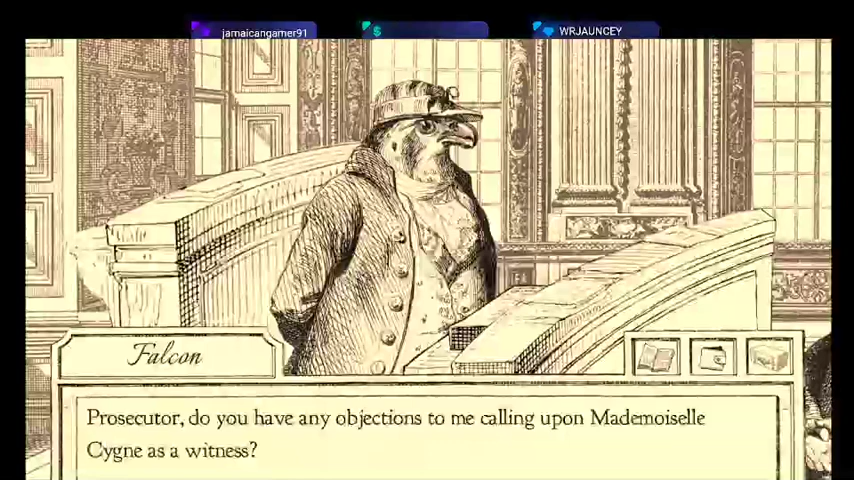 jamaicangamer91
$
WRJAUNCEY
Falcon
Prosecutor, do you have any objections to me calling upon Mademoiselle
Cygne as a witness?